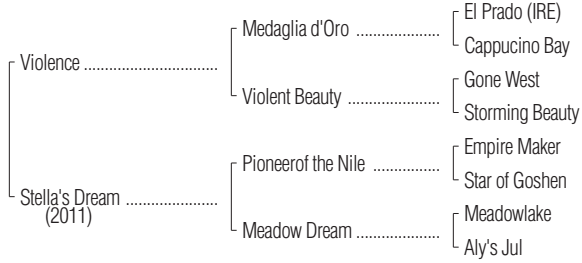 El Prado (IRE)
Medaglia d'Oro ...................
Cappucino Bay
Violence ..............................
Gone West
Violent Beauty ....................
Storming Beauty
Empire Maker
Pioneerof the Nile ...............
Star of Goshen
Stella's Dream ....................
(2011)
Meadowlake
Meadow Dream ..................
Aly's Jul